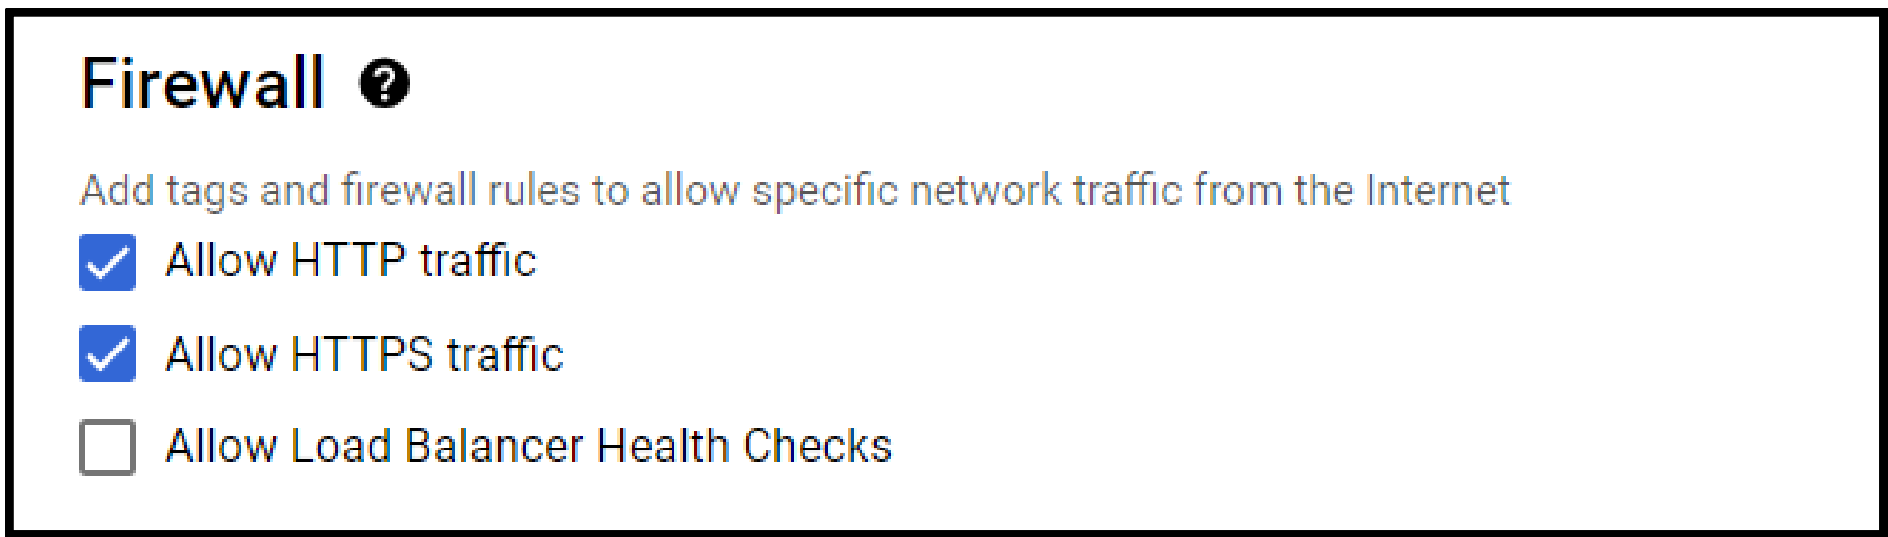 Firewall ?
Add tags and firewall rules to allow specific network traffic from the Internet
Allow HTTP traffic
Allow HTTPS traffic
Allow Load Balancer Health Checks